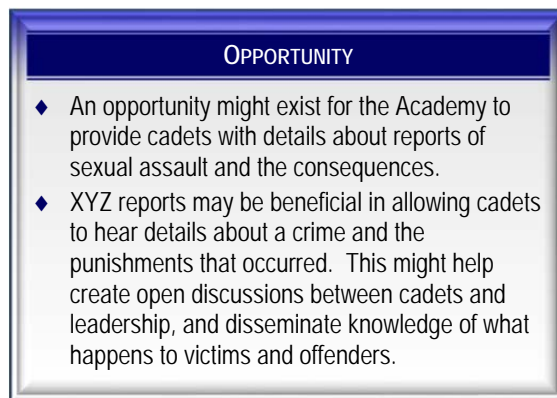 OPPORTUNITY
♦ An opportunity might exist for the Academy to
provide cadets with details about reports of
sexual assault and the consequences.
♦ XYZ reports may be beneficial in allowing cadets
to hear details about a crime and the
punishments that occurred.  This might help
create open discussions between cadets and
leadership, and disseminate knowledge of what
happens to victims and offenders.